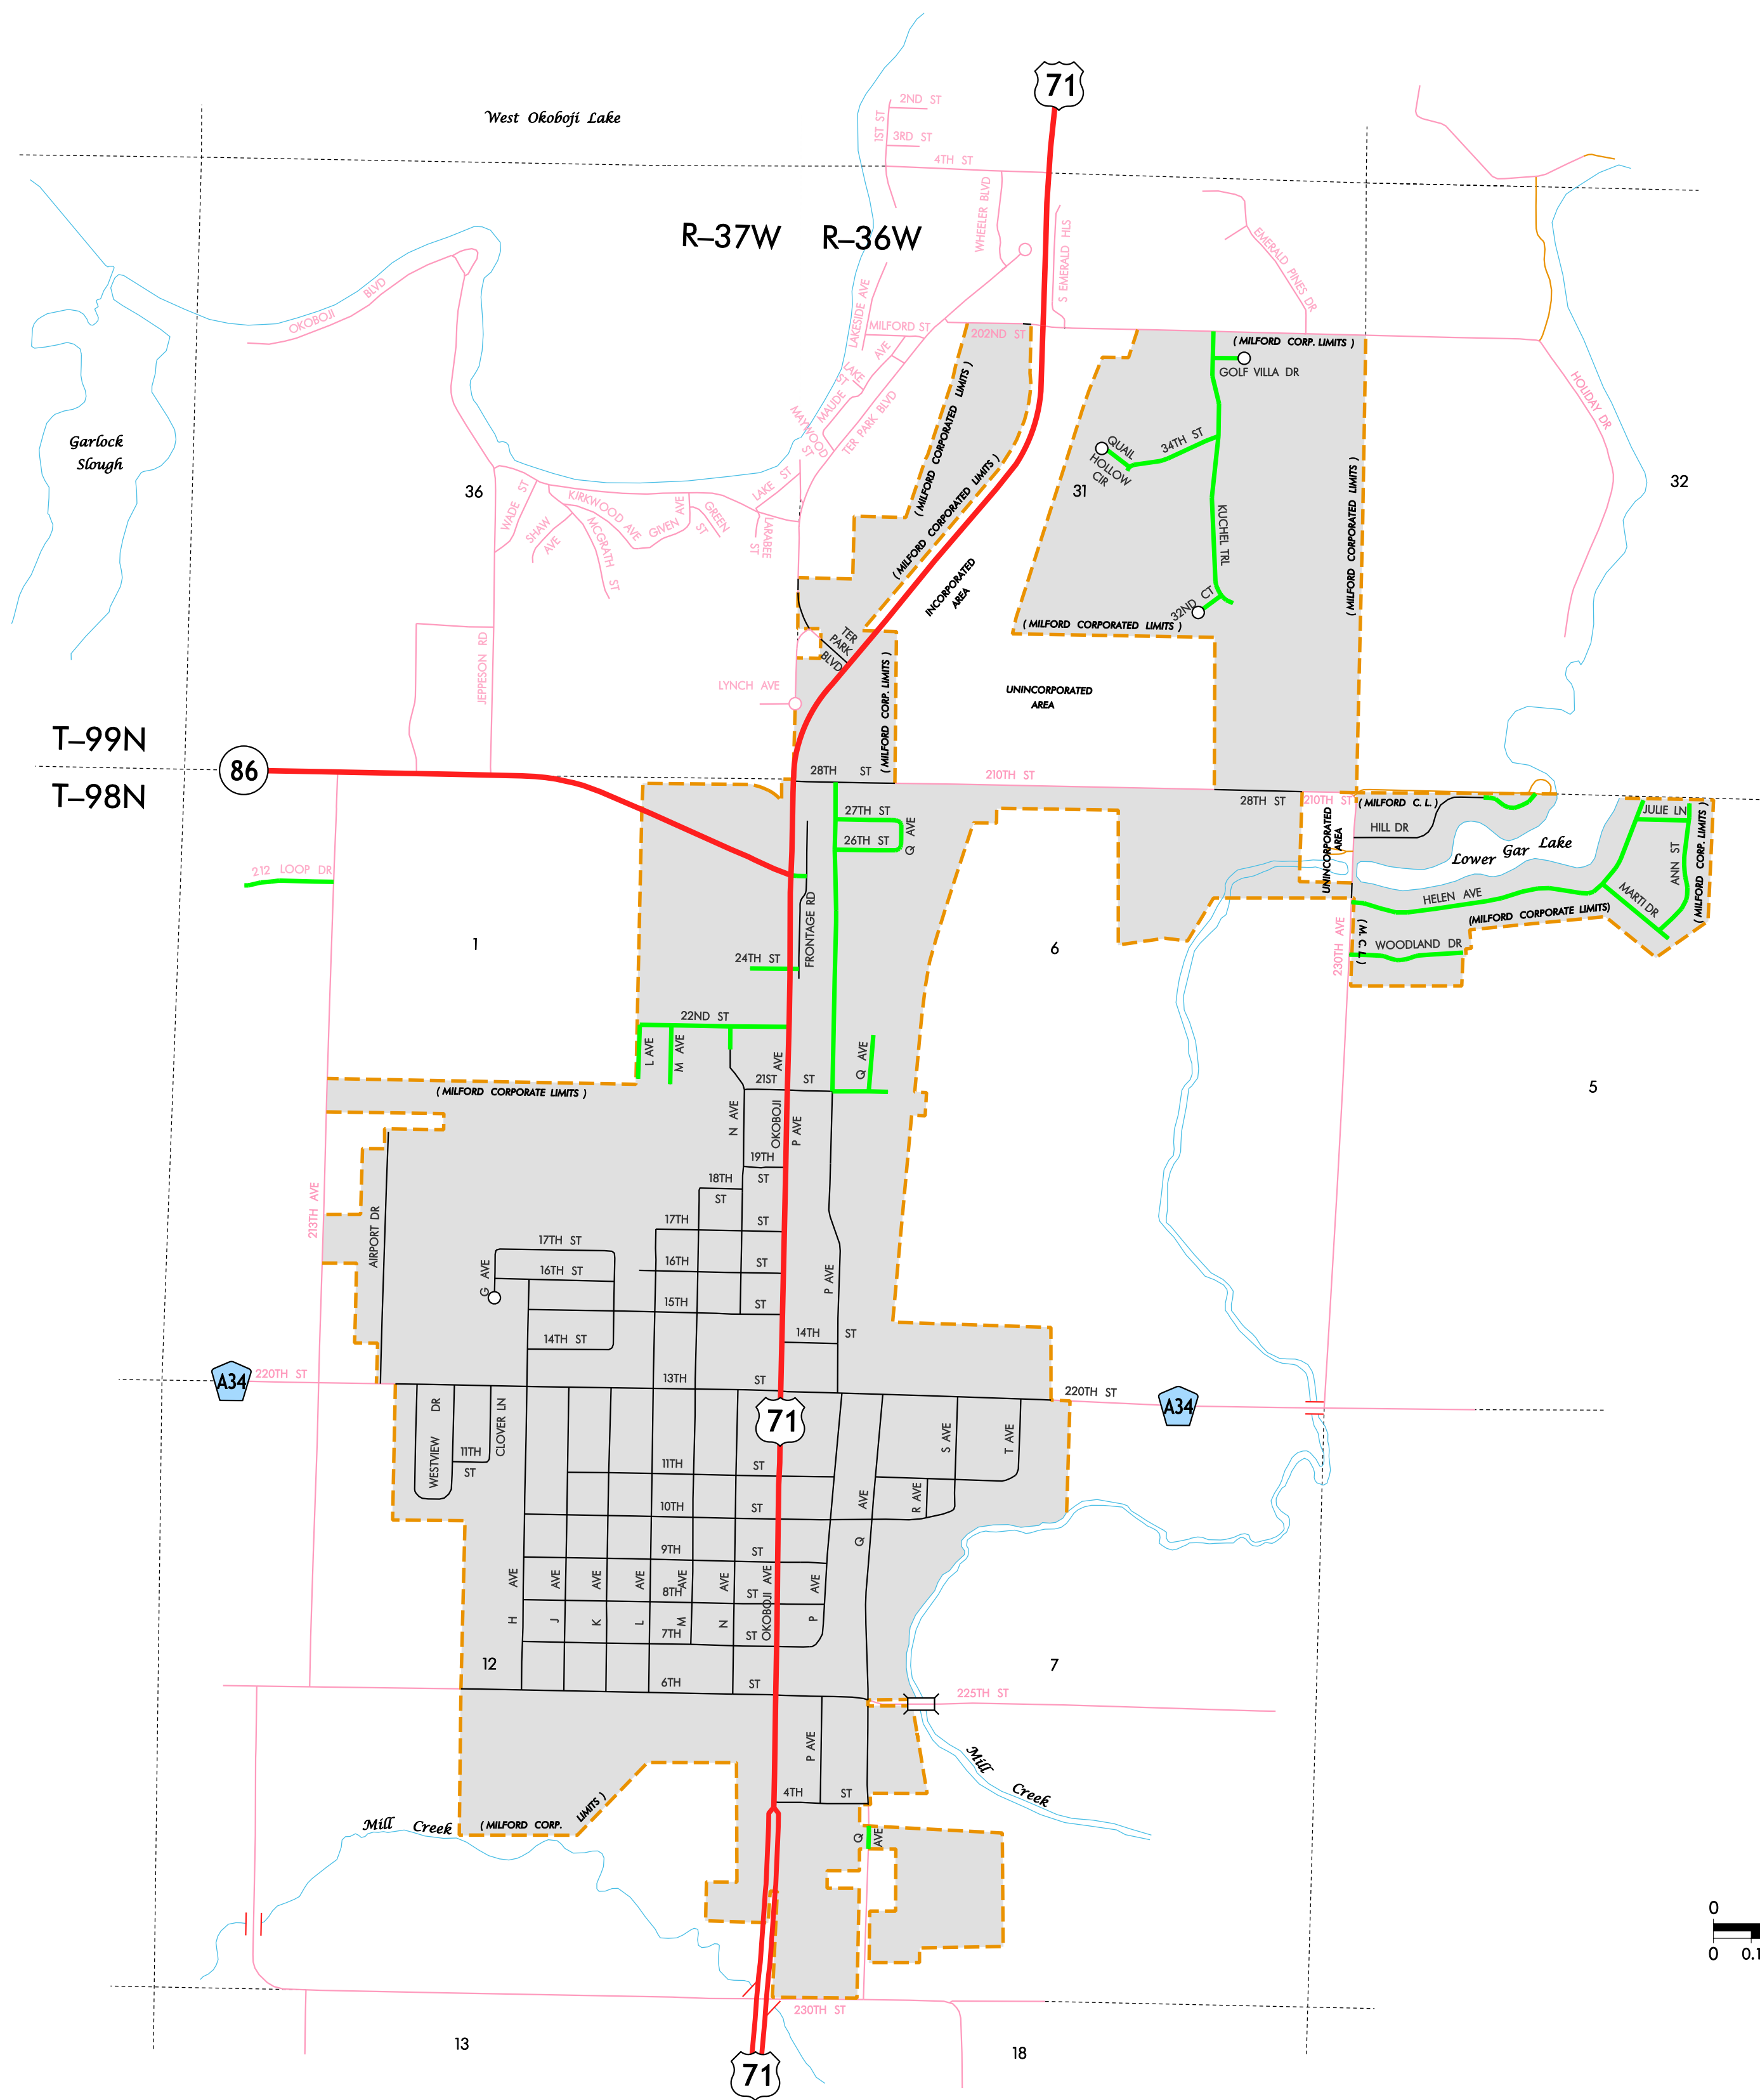 71
2ND ST
1ST ST
3RD ST
4TH ST
West Okoboji Lake
WHEELER BLVD
S EMERALD HLS
EMERALD PINES DR
R–37W
R–36W
OKOBOJI BLVD
LAKESIDE AVE
MILFORD ST
202ND ST
( MILFORD CORP. LIMITS )
GOLF VILLA DR
HOLIDAY DR
LAKE AVE
MAUDE ST
MAYWOOD ST
TER PARK BLVD
( MILFORD CORPORATED LIMITS )
( MILFORD CORPORATED LIMITS )
( MILFORD CORPORATED LIMITS )
Garlock
Slough
QUAIL
HOLLOW
CIR
34TH ST
31
32
36
KUCHEL TRL
32ND CT
WADE ST
SHAW AVE
KIRKWOOD AVE
MCGRATH ST
GIVEN AVE
GREEN ST
LAKE ST
LARABEE ST
INCORPORATED
AREA
( MILFORD CORPORATED LIMITS )
TER
PARK
BLVD
JEPPESON RD
LYNCH AVE
( MILFORD CORP. LIMITS )
UNINCORPORATED
AREA
T–99N
86
T–98N
28TH ST
210TH ST
28TH ST
210TH ST
( MILFORD C. L. )
HILL DR
UNINCORPORATED
AREA
Lower Gar Lake
JULIE LN
ANN ST
MARTI DR
( MILFORD CORP. LIMITS )
HELEN AVE
(MILFORD CORPORATE LIMITS)
( M. C. L )
WOODLAND DR
230TH AVE
27TH ST
26TH ST
Q AVE
212 LOOP DR
FRONTAGE RD
24TH ST
1
6
5
22ND ST
L AVE
M AVE
Q AVE
21ST ST
( MILFORD CORPORATE LIMITS )
N AVE
OKOBOJI AVE
P AVE
19TH ST
18TH ST
213TH AVE
AIRPORT DR
17TH ST
17TH ST
G AVE
16TH ST
16TH ST
P AVE
15TH ST
14TH ST
14TH ST
A34
220TH ST
13TH ST
220TH ST
A34
71
WESTVIEW DR
CLOVER LN
11TH ST
S AVE
T AVE
11TH ST
R AVE
Q AVE
10TH ST
9TH ST
8TH ST
7TH ST
H AVE
J AVE
K AVE
L AVE
M AVE
N AVE
OKOBOJI AVE
P AVE
12
7
6TH ST
225TH ST
P AVE
4TH ST
Mill Creek
Mill Creek
( MILFORD CORP. LIMITS )
Q AVE
0
0 0.1
230TH ST
13
18
71